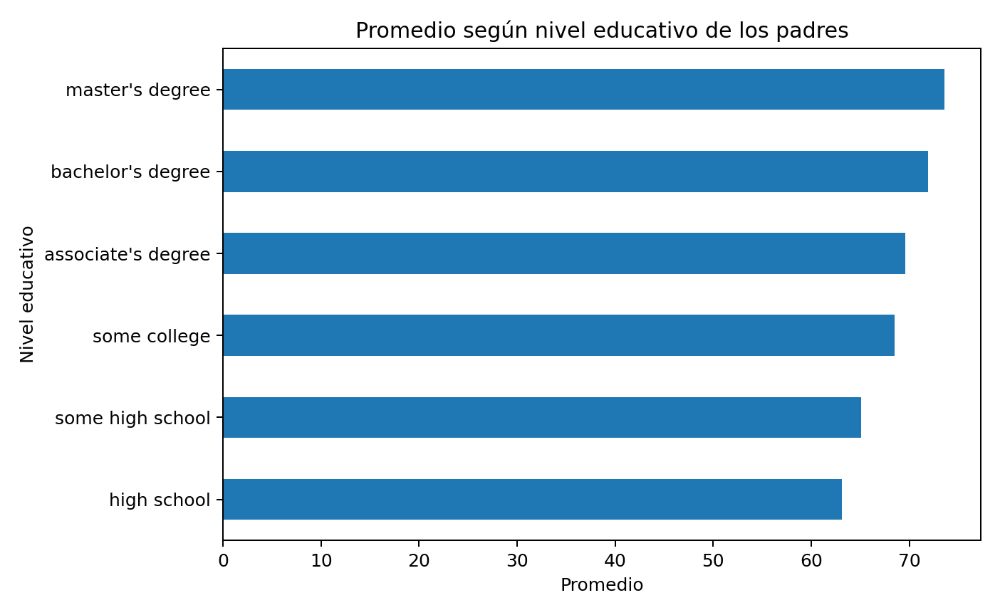 Promedio según nivel educativo de los padres
Nivel educativo
master's degree
bachelor's degree
associate's degree
some college
some high school
high school
0 10 20 30 40 50 60 70
Promedio